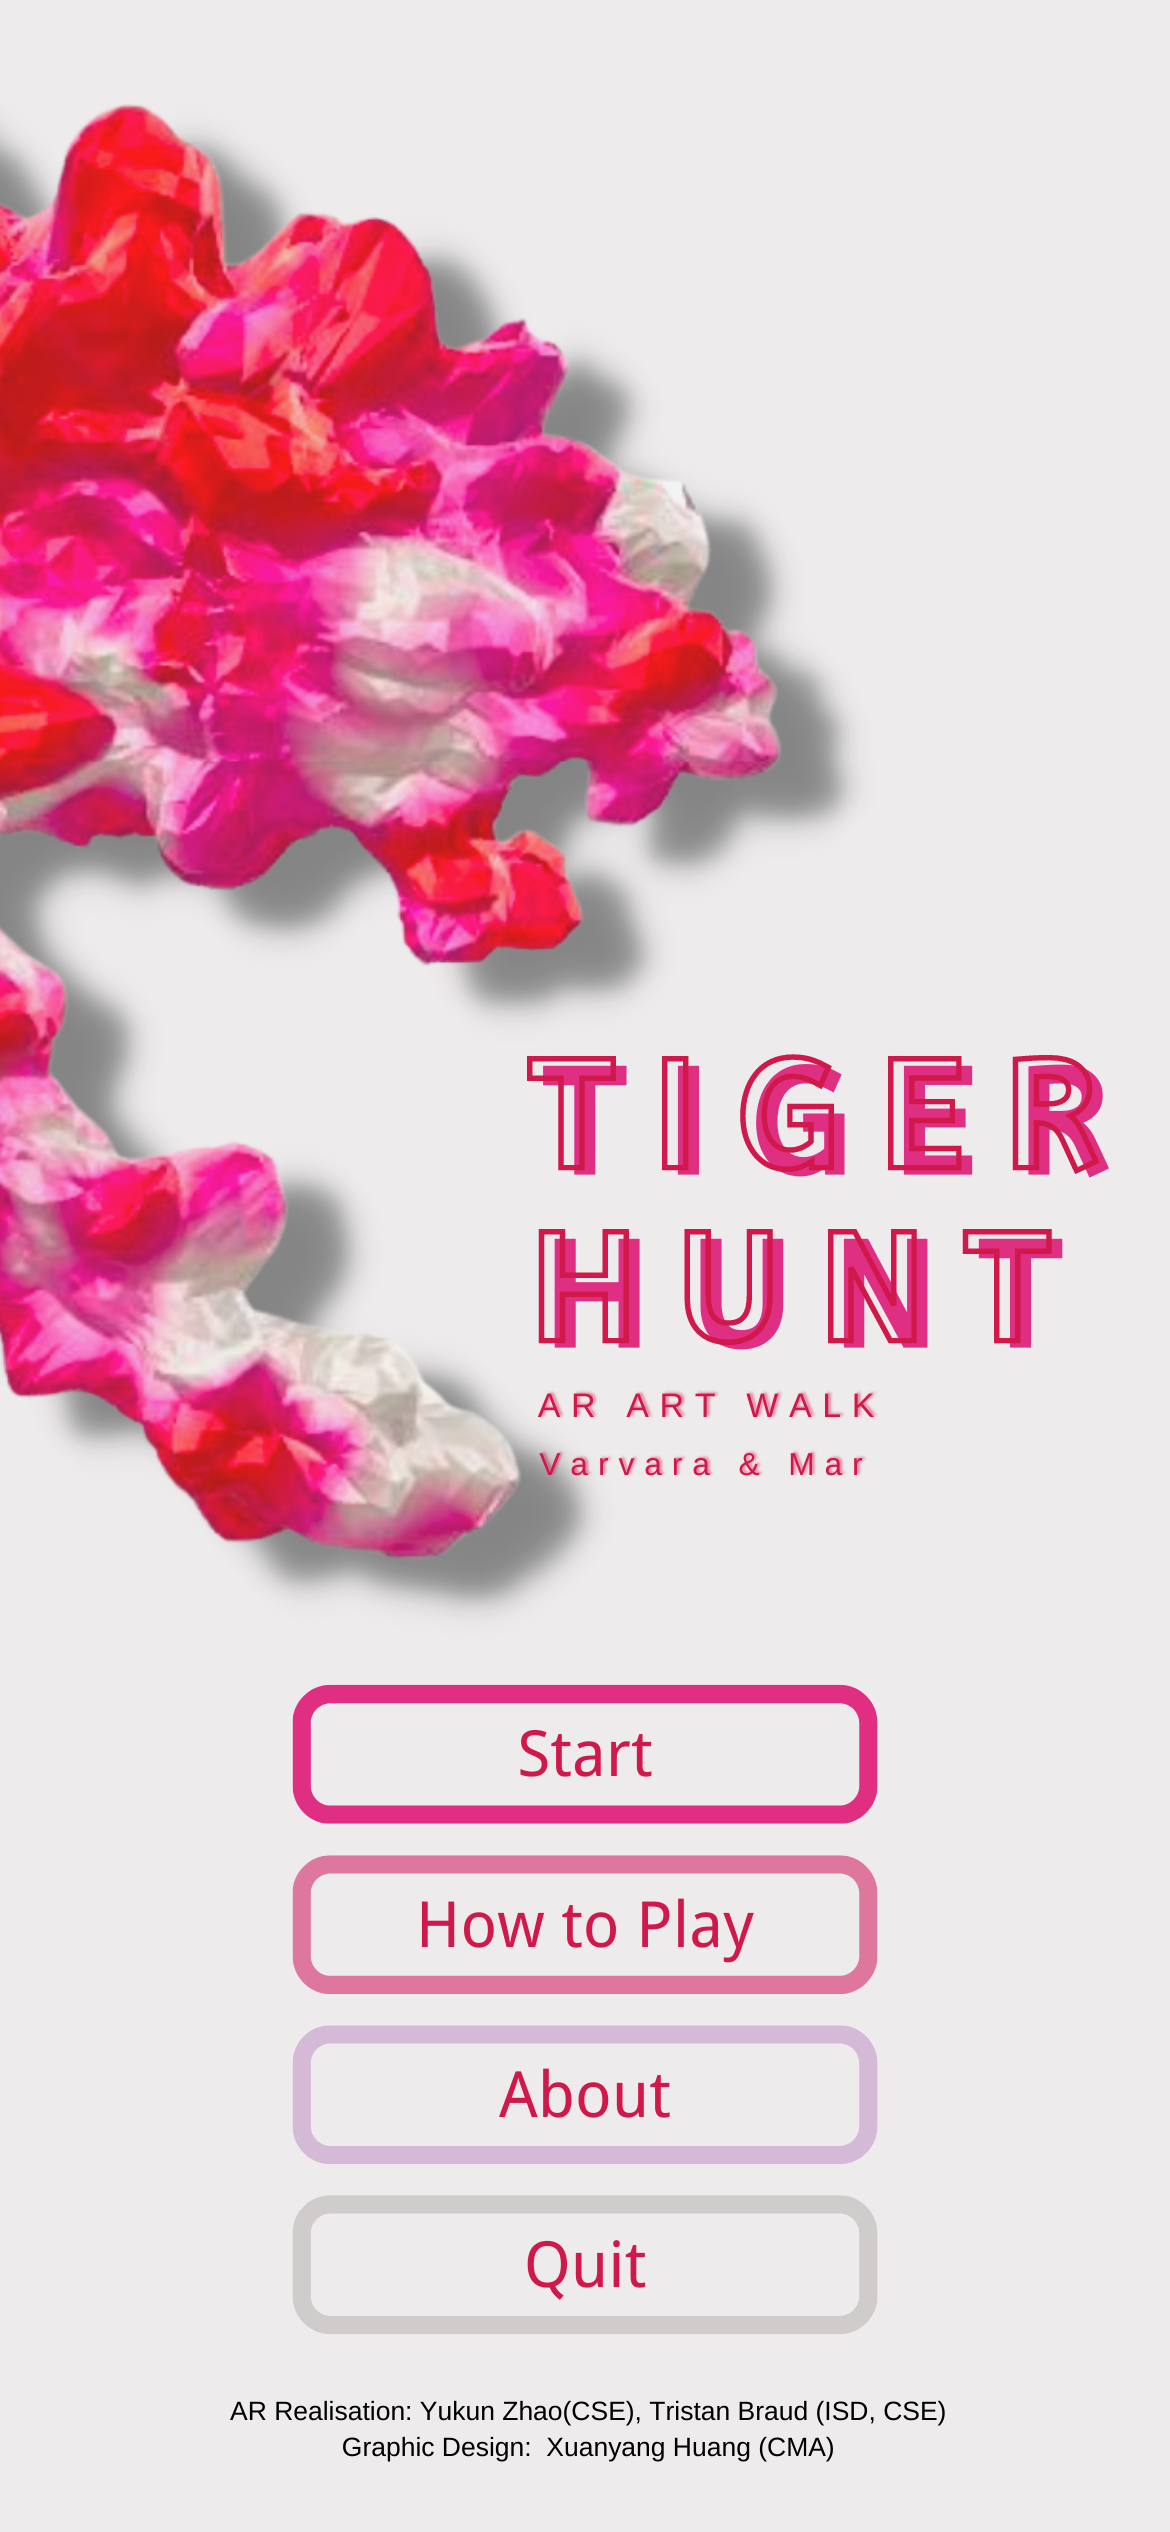 TIGER
HUNT
AR ART WALK
Varvara & Mar
Start
How to Play
About
Quit
AR Realisation: Yukun Zhao(CSE), Tristan Braud (ISD, CSE)
Graphic Design:  Xuanyang Huang (CMA)